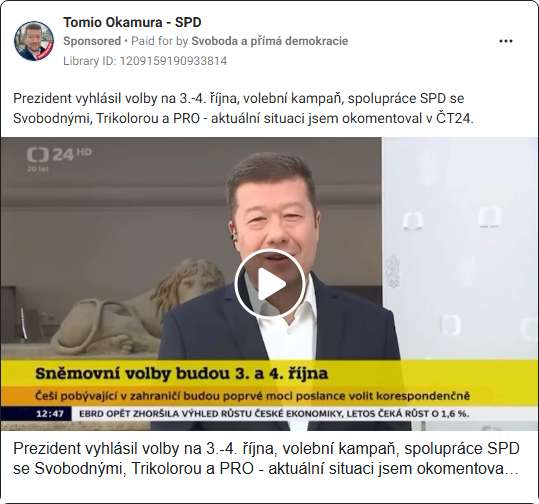 Tomio Okamura - SPD
Sponsored • Paid for by Svoboda a přímá demokracie
Library ID: 1209159190933814
Prezident vyhlásil volby na 3.-4. října, volební kampaň, spolupráce SPD se
Svobodnými, Trikolorou a PRO - aktuální situaci jsem okomentoval v ČT24.
24 HD
20 let
Sněmovní volby budou 3. a 4. října
Češi pobývající v zahraničí budou poprvé moci poslance volit korespondenčně
12:47 EBRD OPĚT ZHORŠILA VÝHLED RŮSTU ČESKÉ EKONOMIKY, LETOS ČEKÁ RŮST O 1,6 %.
Prezident vyhlásil volby na 3.-4. října, volební kampaň, spolupráce SPD
se Svobodnými, Trikolorou a PRO - aktuální situaci jsem okomentova...